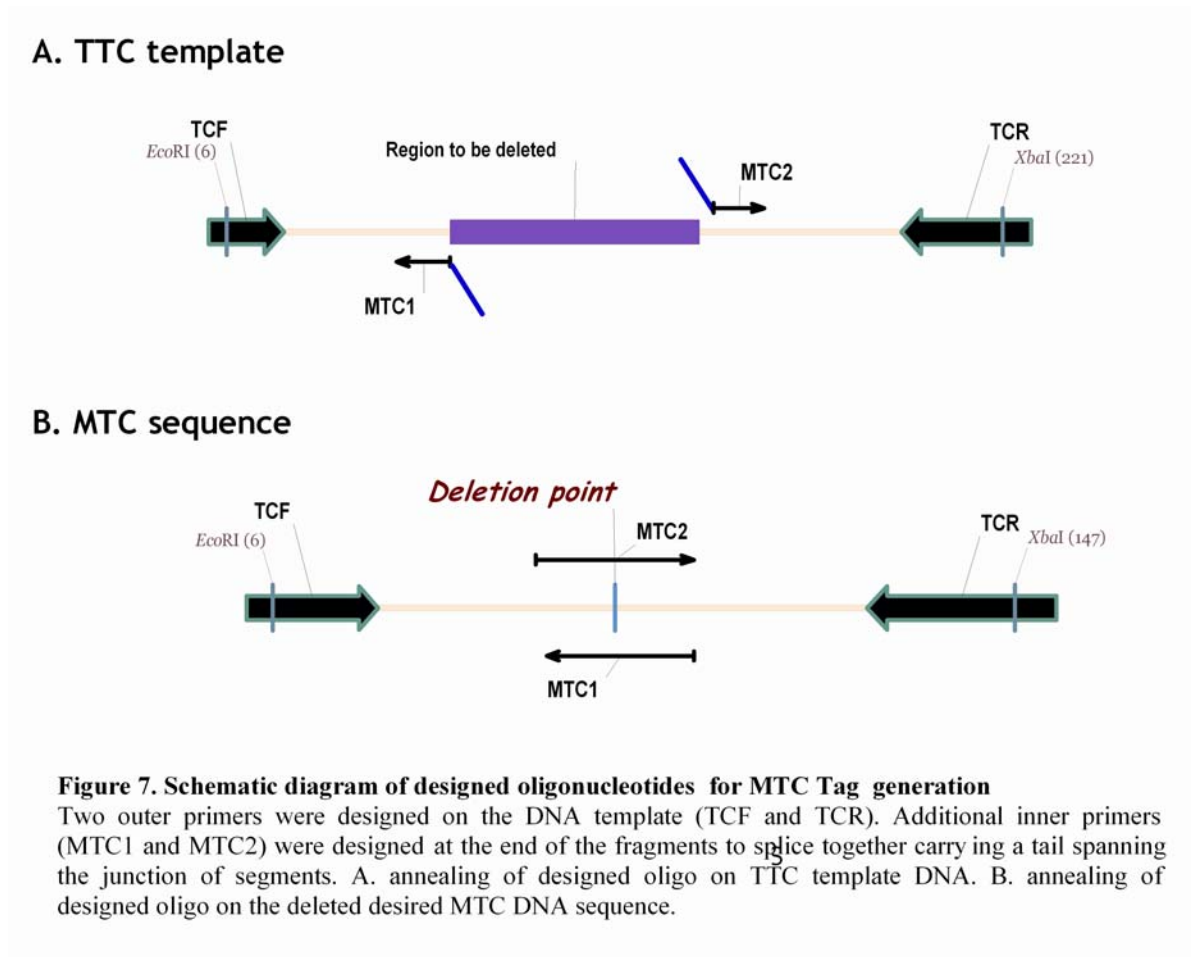 A. TTC template
TCF
EcoRI (6)
Region to be deleted
MTC2
TCR
XbaI (221)
MTC1
B. MTC sequence
Deletion point
TCF
EcoRI (6)
MTC2
TCR
XbaI (147)
MTC1
Figure 7. Schematic diagram of designed oligonucleotides for MTC Tag generation
Two outer primers were designed on the DNA template (TCF and TCR). Additional inner primers
(MTC1 and MTC2) were designed at the end of the fragments to splice together carry ing a tail spanning
the junction of segments. A. annealing of designed oligo on TTC template DNA. B. annealing of
designed oligo on the deleted desired MTC DNA sequence.